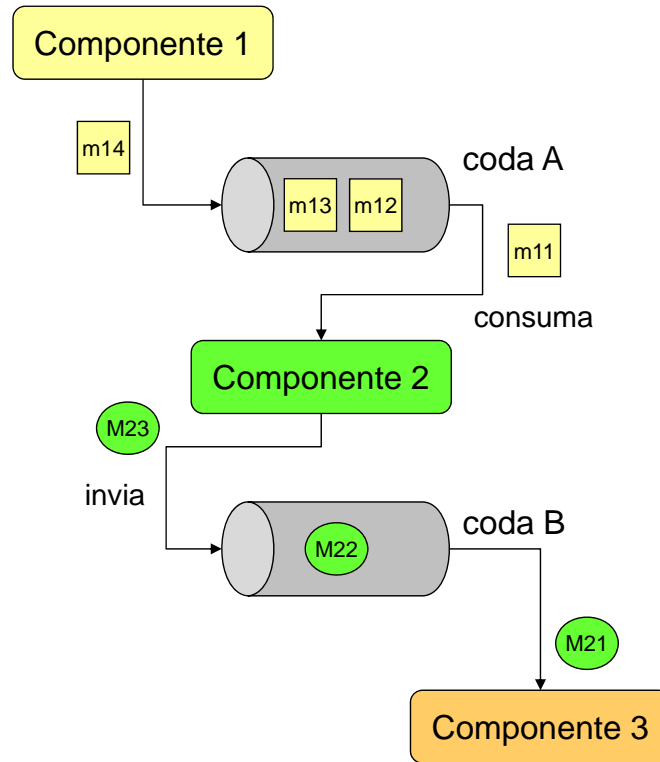 Componente 1
m14
coda A
m13
m12
m11
consuma
Componente 2
M23
invia
coda B
M22
M21
Componente 3